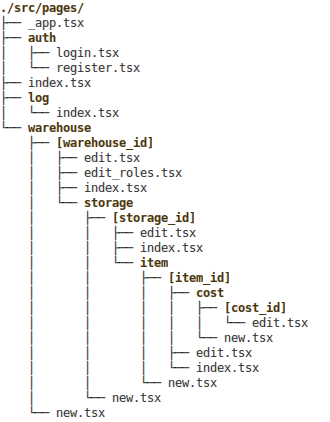 ./src/pages/
├── _app.tsx
├── auth
│   ├── login.tsx
│   └── register.tsx
├── index.tsx
├── log
│   └── index.tsx
└── warehouse
    ├── [warehouse_id]
    │   ├── edit.tsx
    │   ├── edit_roles.tsx
    │   ├── index.tsx
    │   └── storage
    │       ├── [storage_id]
    │       │   ├── edit.tsx
    │       │   ├── index.tsx
    │       │   └── item
    │       │       ├── [item_id]
    │       │       │   ├── cost
    │       │       │   │   ├── [cost_id]
    │       │       │   │   │   └── edit.tsx
    │       │       │   │   └── new.tsx
    │       │       │   ├── edit.tsx
    │       │       │   └── index.tsx
    │       │       └── new.tsx
    │       └── new.tsx
    └── new.tsx